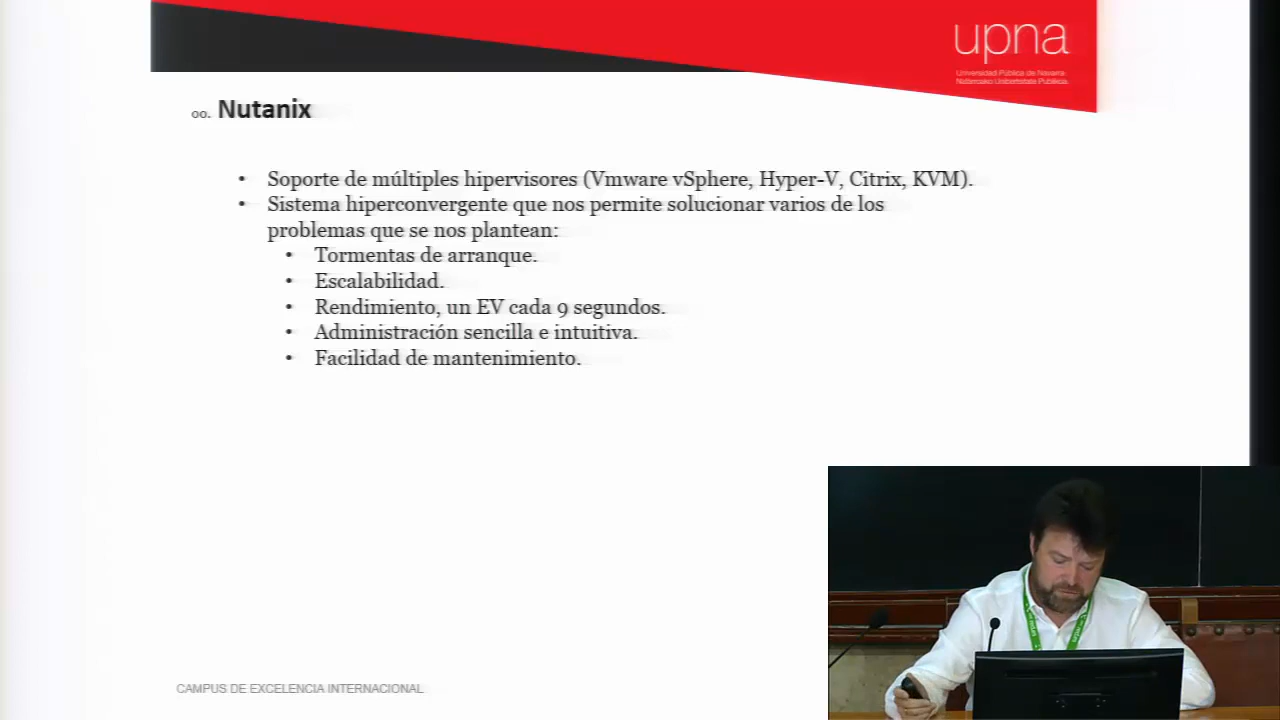 upna
Universidad Pública de Navarra
Nafarroako Unibertsitate Publikoa
oo. Nutanix
• Soporte de múltiples hipervisores (Vmware vSphere, Hyper-V, Citrix, KVM).
• Sistema hiperconvergente que nos permite solucionar varios de los
problemas que se nos plantean:
• Tormentas de arranque.
• Escalabilidad.
• Rendimiento, un EV cada 9 segundos.
• Administración sencilla e intuitiva.
• Facilidad de mantenimiento.
CAMPUS DE EXCELENCIA INTERNACIONAL